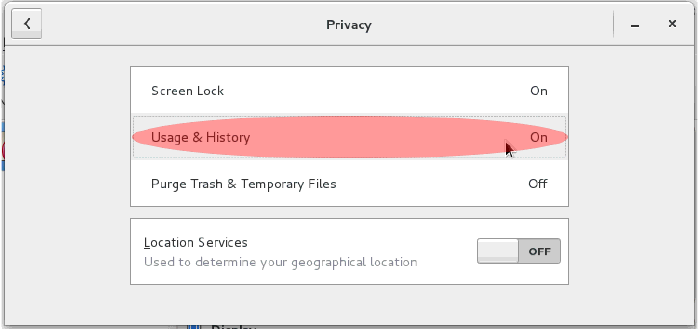 Privacy
Screen Lock On
Usage & History On
Purge Trash & Temporary Files Off
Location Services
Used to determine your geographical location
OFF